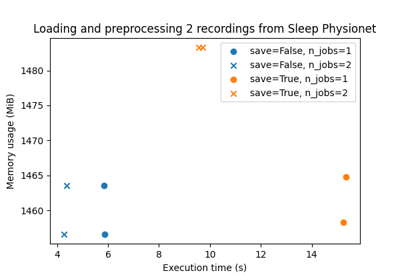 Loading and preprocessing 2 recordings from Sleep Physionet
save=False, n_jobs=1
save=False, n_jobs=2
save=True, n_jobs=1
save=True, n_jobs=2
Memory usage (MiB)
1480
1475
1470
1465
1460
4 6 8 10 12 14
Execution time (s)